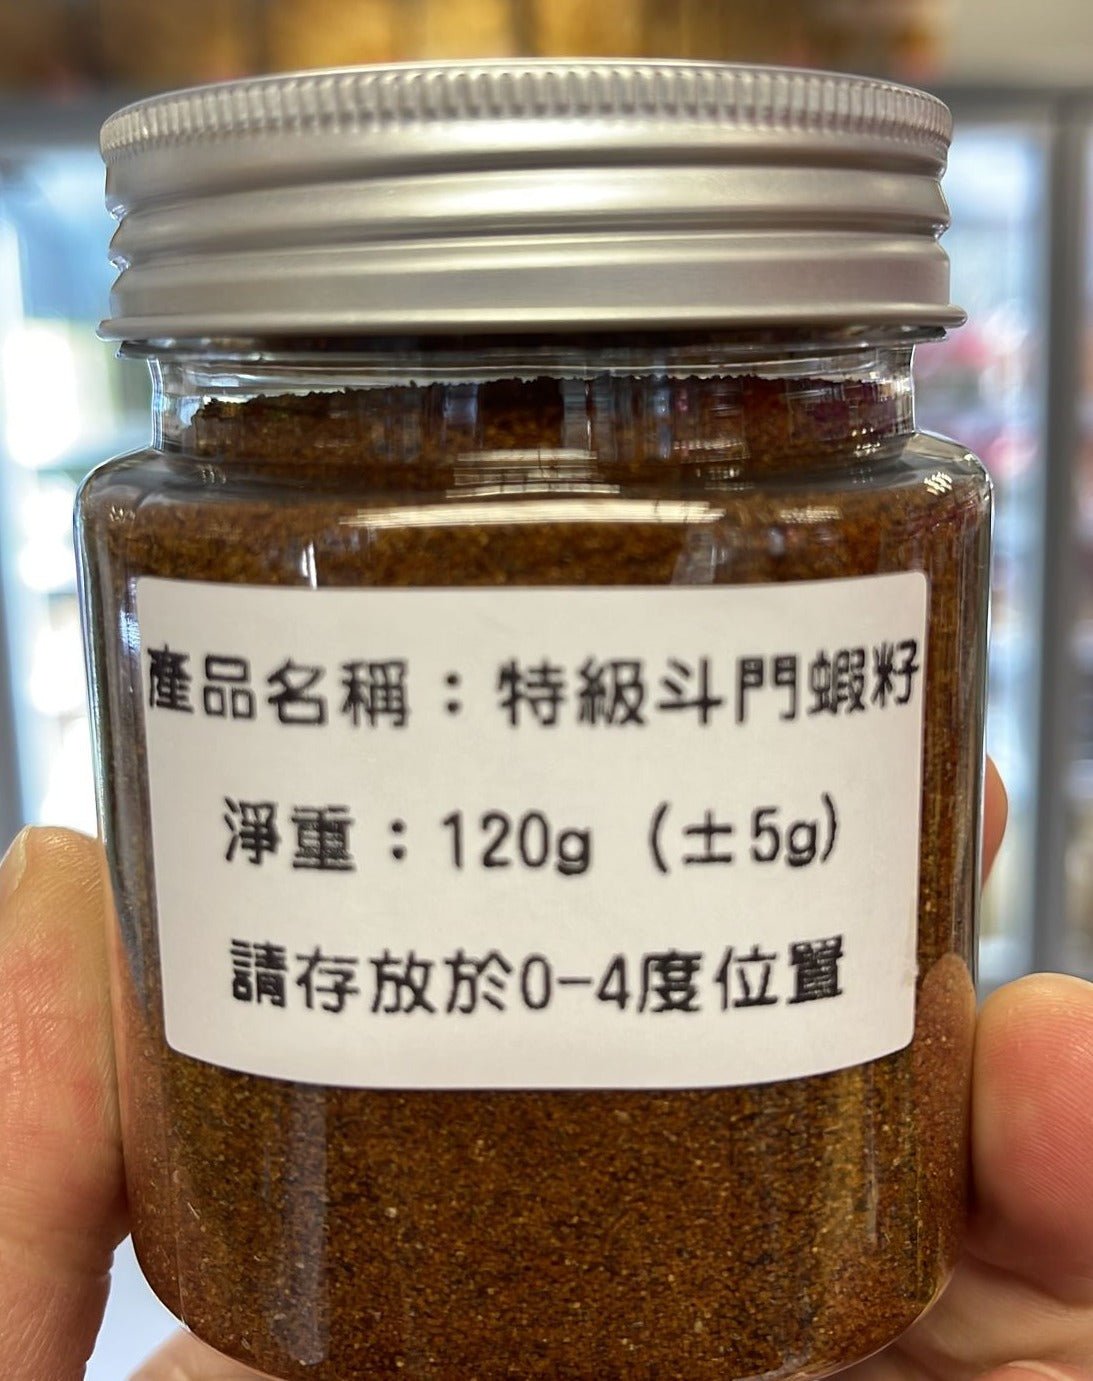 產品名稱：特級斗門蝦籽
淨重：120g (±5g)
請存放於0-4度位置